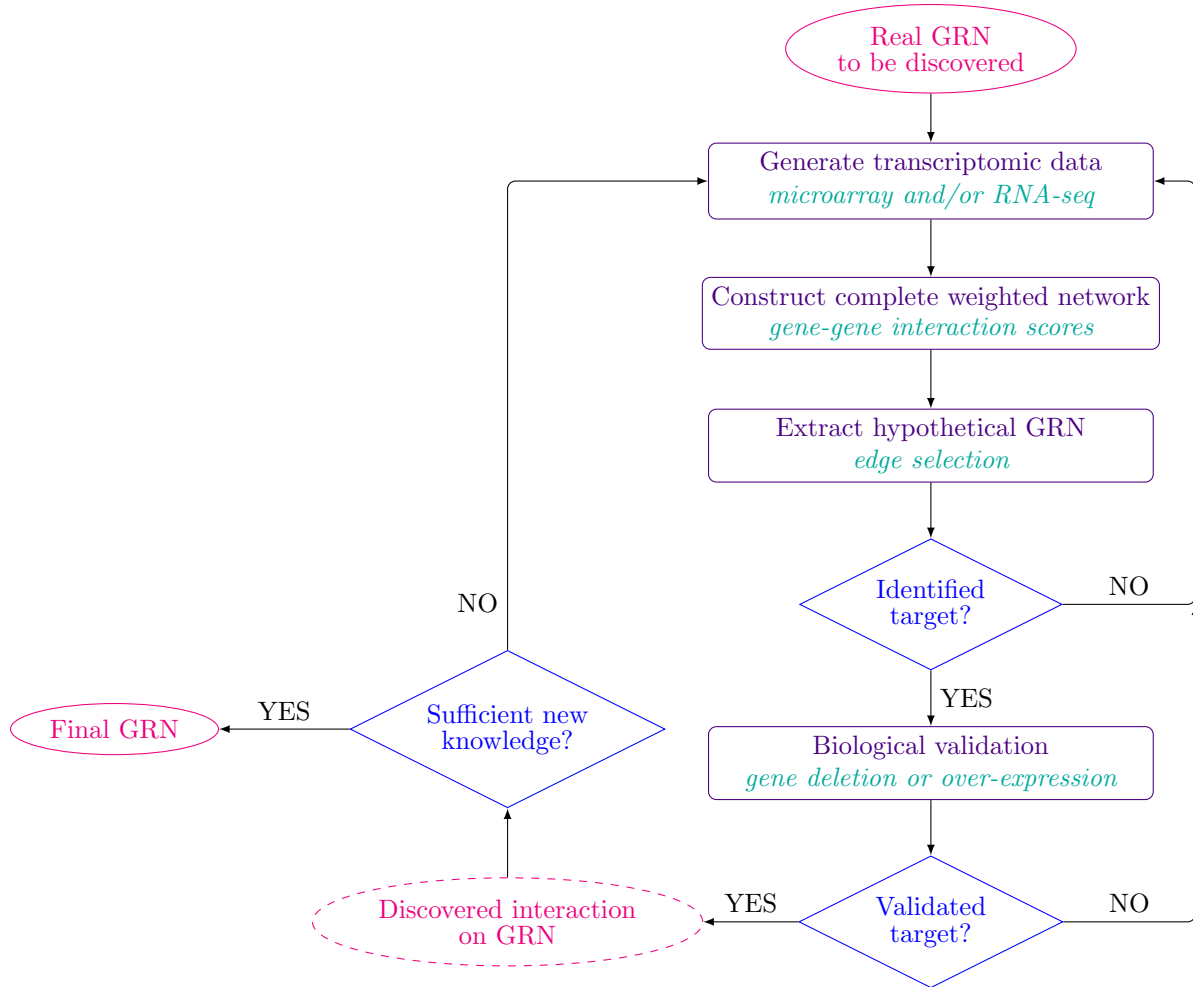 Real GRN
to be discovered
Generate transcriptomic data
microarray and/or RNA-seq
Construct complete weighted network
gene-gene interaction scores
Extract hypothetical GRN
edge selection
Identified
target?
NO
NO
YES
Final GRN
YES
Sufficient new
knowledge?
Biological validation
gene deletion or over-expression
Discovered interaction
on GRN
YES
Validated
target?
NO